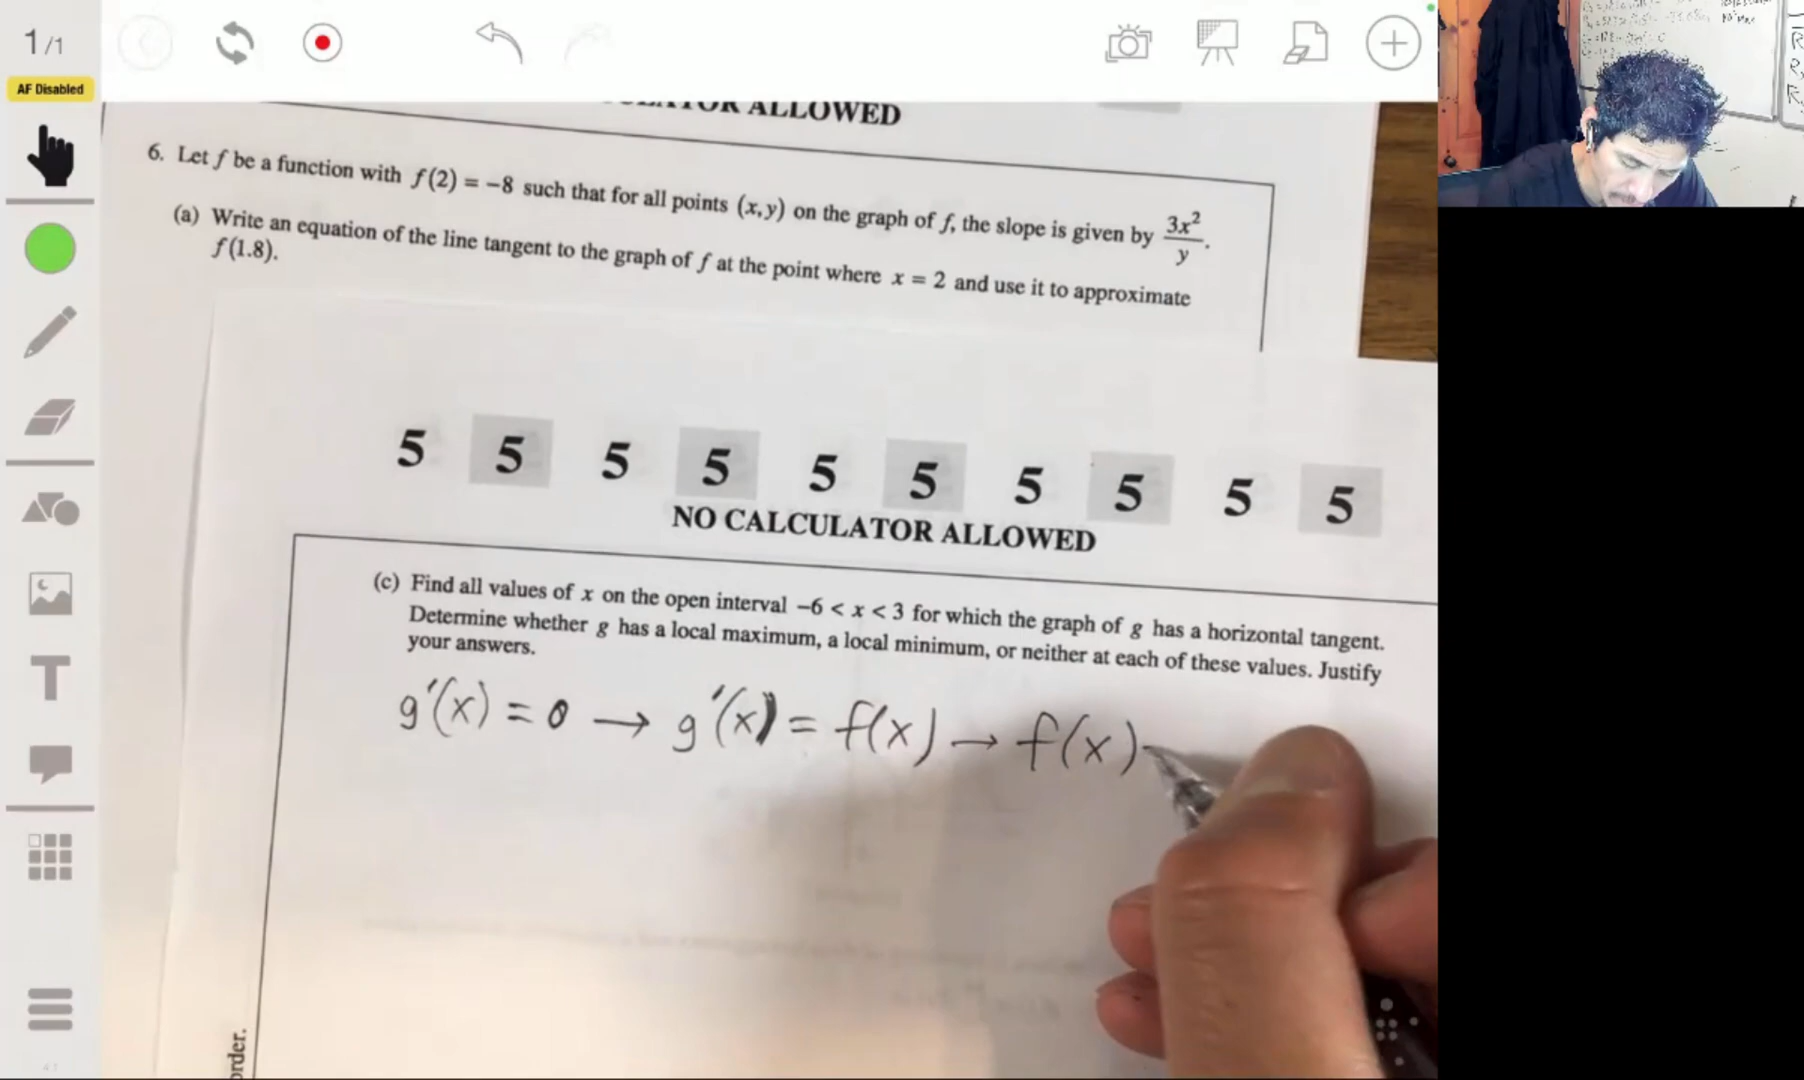 1/1
AF Disabled
ALLOWED
6. Let f be a function with f(2) = −8 such that for all points (x, y) on the graph of f, the slope is given by 3x²/y.
(a) Write an equation of the line tangent to the graph of f at the point where x = 2 and use it to approximate
f(1.8).
5 5 5 5 5 5 5 5 5 5
NO CALCULATOR ALLOWED
(c) Find all values of x on the open interval −6 < x < 3 for which the graph of g has a horizontal tangent.
Determine whether g has a local maximum, a local minimum, or neither at each of these values. Justify
your answers.
g'(x) = 0 → g'(x) = f(x) → f(x)
T